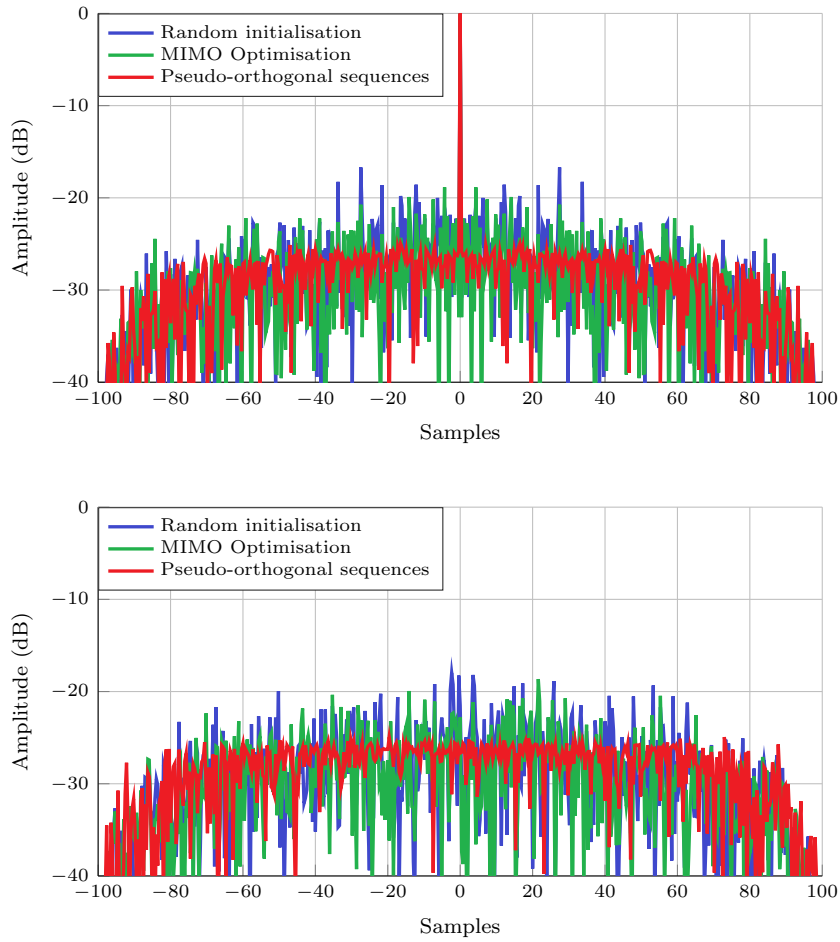 0
−10
−20
−30
−40
Amplitude (dB)
Random initialisation
MIMO Optimisation
Pseudo-orthogonal sequences
−100 −80 −60 −40 −20 0 20 40 60 80 100
Samples
0
−10
−20
−30
−40
Amplitude (dB)
Random initialisation
MIMO Optimisation
Pseudo-orthogonal sequences
−100 −80 −60 −40 −20 0 20 40 60 80 100
Samples